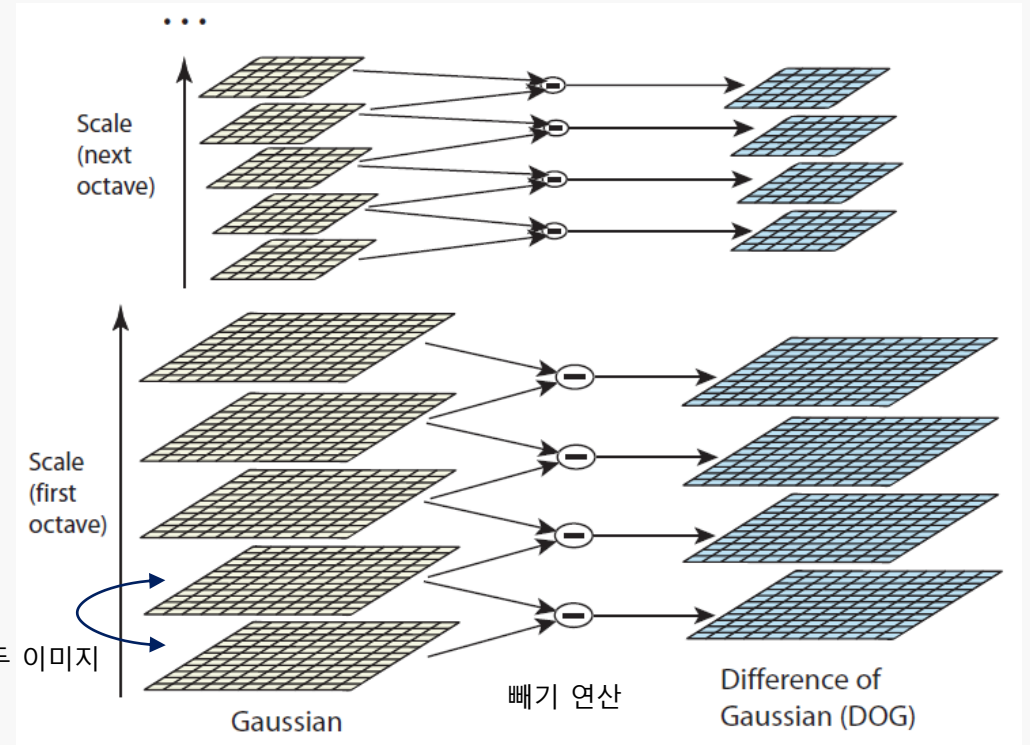 ...
Scale
(next
octave)
Scale
(first
octave)
이미지
빼기 연산
Gaussian
Difference of
Gaussian (DOG)